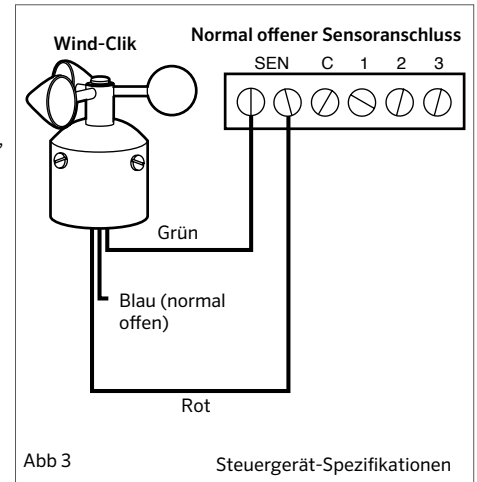 Wind-Clik
Normal offener Sensoranschluss
SEN C 1 2 3
Grün
Blau (normal
offen)
Rot
Abb 3
Steuergerät-Spezifikationen